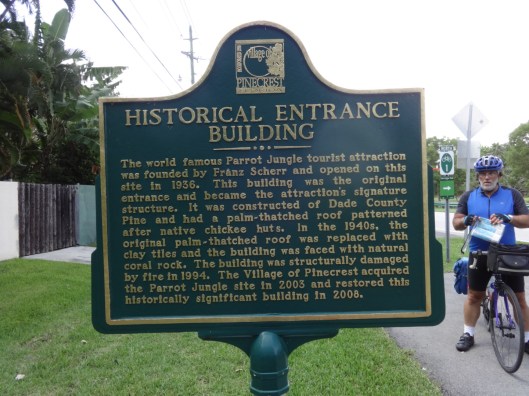 Village of
PINECREST
HISTORICAL ENTRANCE
BUILDING
The world famous Parrot Jungle tourist attraction
was founded by Franz Scherr and opened on this
site in 1936. This building was the original
entrance and became the attraction's signature
structure. It was constructed of Dade County
Pine and had a palm-thatched roof patterned
after native chickee huts. In the 1940s, the
original palm-thatched roof was replaced with
clay tiles and the building was faced with natural
coral rock. The building was structurally damaged
by fire in 1994. The Village of Pinecrest acquired
the Parrot Jungle site in 2003 and restored this
historically significant building in 2008.